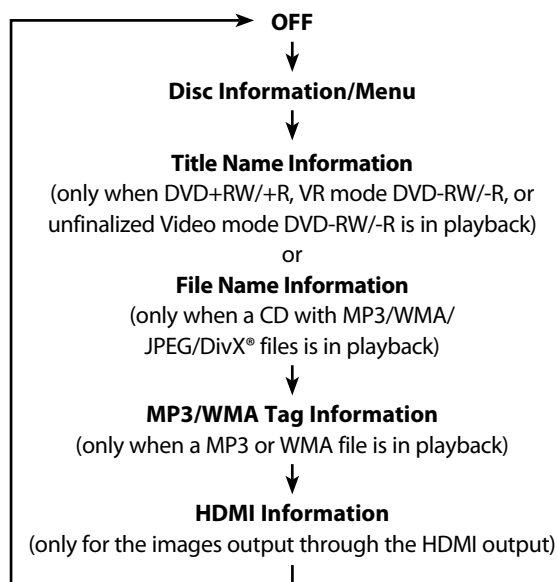 OFF
Disc Information/Menu
Title Name Information
(only when DVD+RW/+R, VR mode DVD-RW/-R, or
unfinalized Video mode DVD-RW/-R is in playback)
or
File Name Information
(only when a CD with MP3/WMA/
JPEG/DivX® files is in playback)
MP3/WMA Tag Information
(only when a MP3 or WMA file is in playback)
HDMI Information
(only for the images output through the HDMI output)